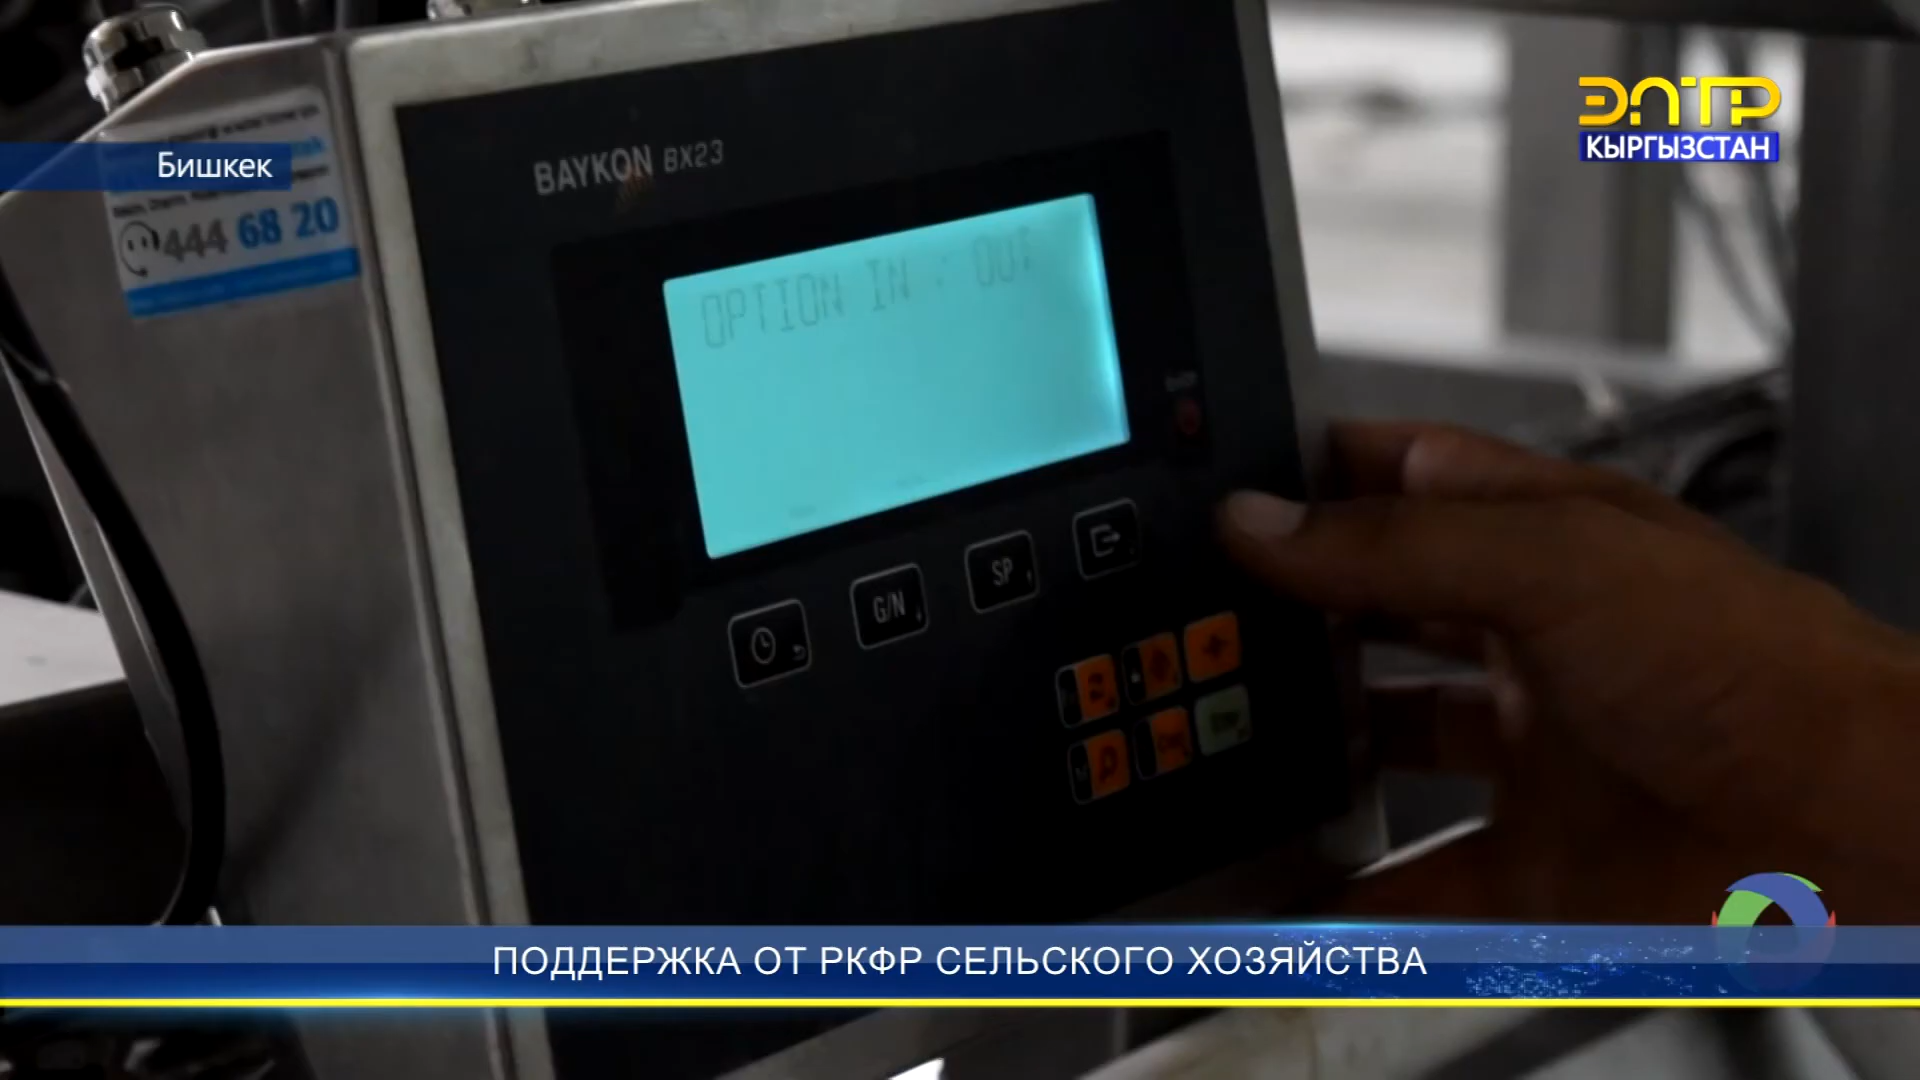 ЭЛТР
КЫРГЫЗСТАН
Бишкек
444 68 20
BAYKON BX23
OPTION IN : OUT
G/N
SP
ПОДДЕРЖКА ОТ РКФР СЕЛЬСКОГО ХОЗЯЙСТВА